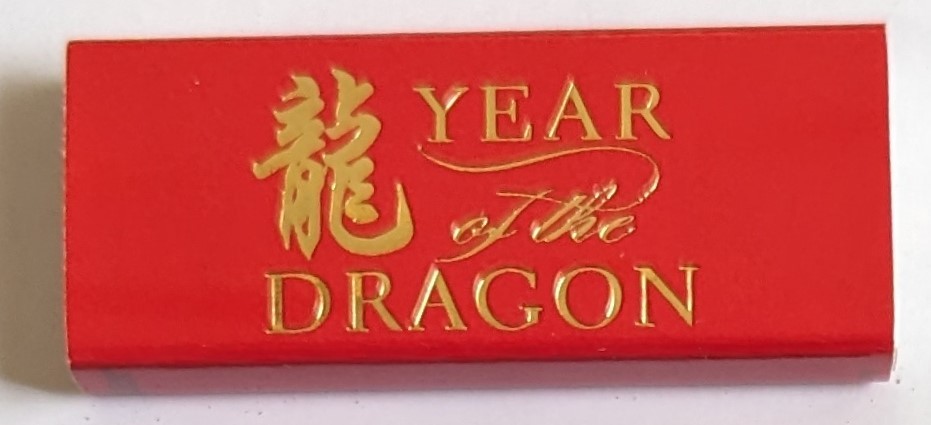 龍 YEAR
of the
DRAGON